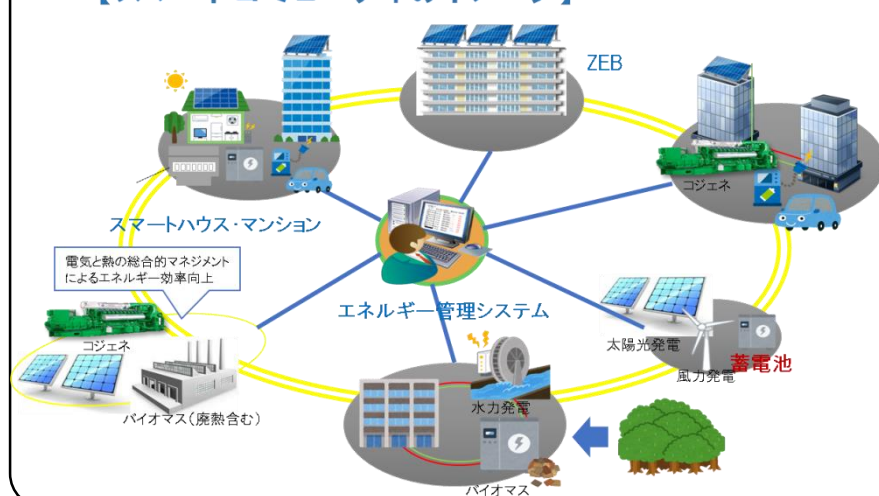 ZEB
コジェネ
スマートハウス・マンション
電気と熱の総合的マネジメント
によるエネルギー効率向上
エネルギー管理システム
コジェネ
太陽光発電
風力発電
蓄電池
水力発電
バイオマス(廃熱含む)
バイオマス